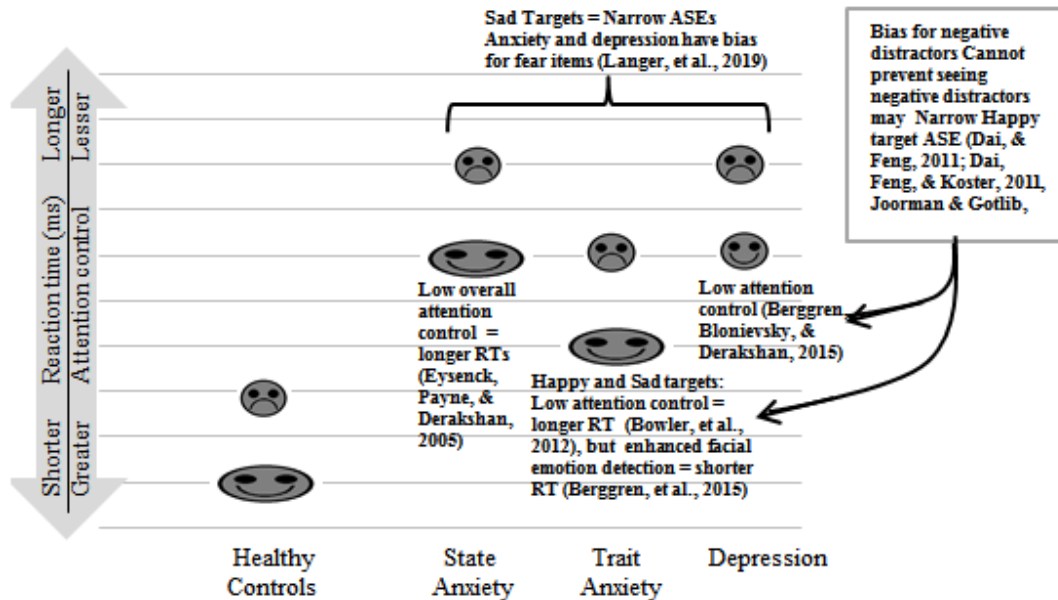 Sad Targets = Narrow ASEs
Anxiety and depression have bias
for fear items (Langer, et al., 2019)
Bias for negative
distractors Cannot
prevent seeing
negative distractors
may Narrow Happy
target ASE (Dai, &
Feng, 2011; Dai,
Feng, & Koster, 2011,
Joorman & Gotlib,
Longer
Lesser
Reaction time (ms)
Attention control
Shorter
Greater
Low overall
attention
control =
longer RTs
(Eysenck,
Payne, &
Derakshan,
2005)
Low attention
control (Berggren,
Blonievsky, &
Derakshan, 2015)
Happy and Sad targets:
Low attention control =
longer RT (Bowler, et al.,
2012), but enhanced facial
emotion detection = shorter
RT (Berggren, et al., 2015)
Healthy
Controls
State
Anxiety
Trait
Anxiety
Depression